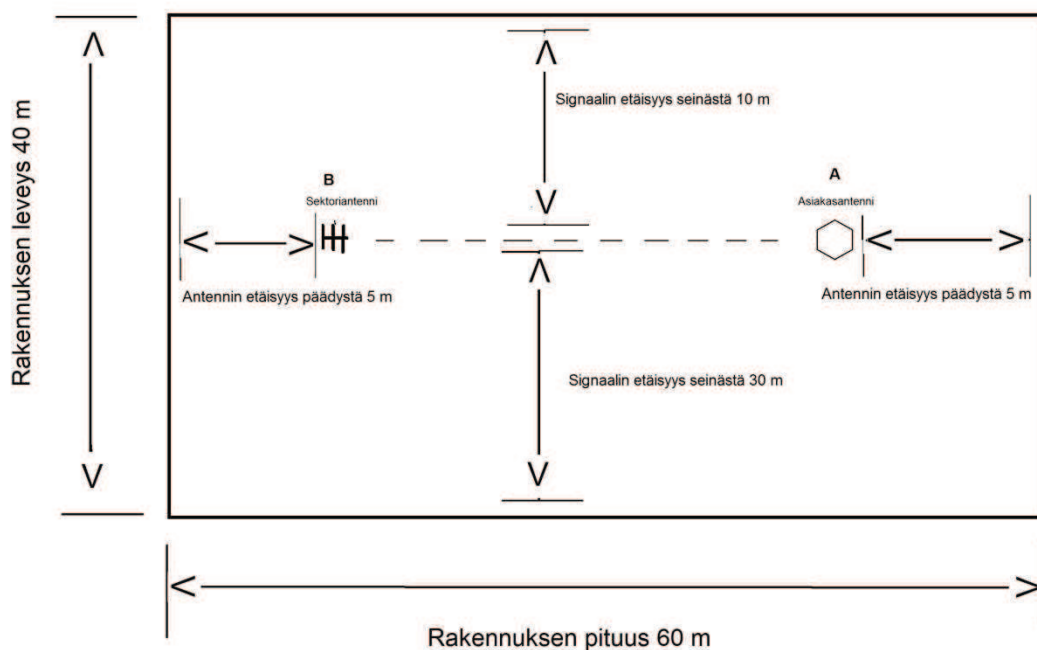 Rakennuksen leveys 40 m
Signaalin etäisyys seinästä 10 m
B
Sektoriantenni
A
Asiakasantenni
Antennin etäisyys päädystä 5 m
Antennin etäisyys päädystä 5 m
Signaalin etäisyys seinästä 30 m
Rakennuksen pituus 60 m